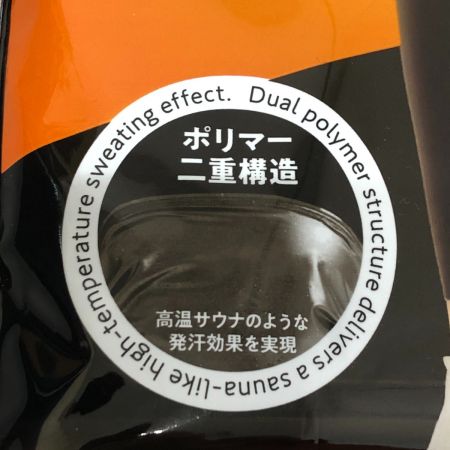 Dual polymer structure delivers a sauna-like high-temperature sweating effect.
ポリマー
二重構造
高温サウナのような
発汗効果を実現